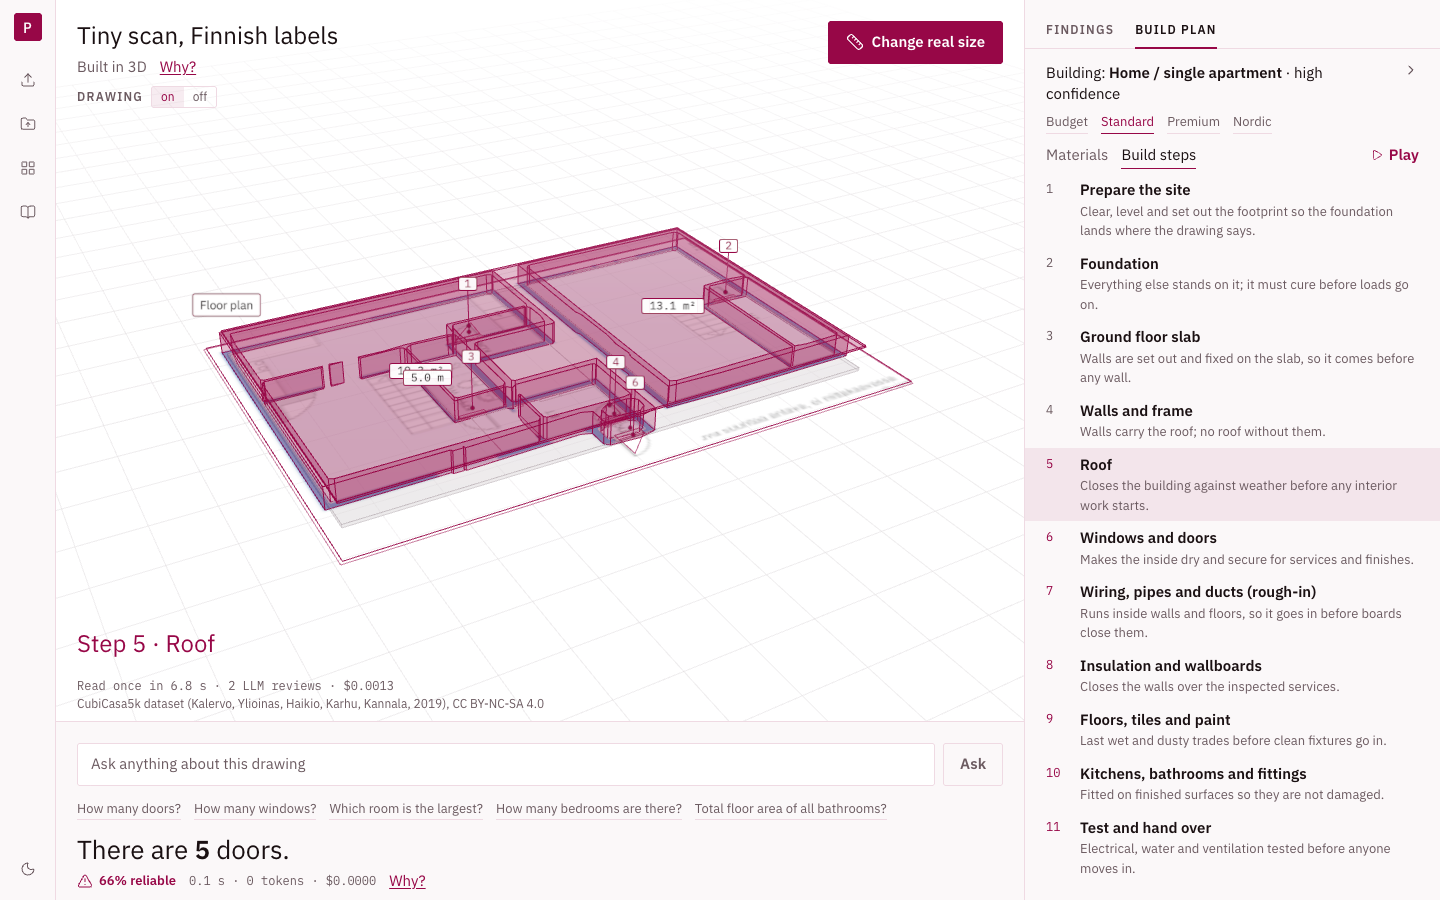 P
Tiny scan, Finnish labels
Built in 3D Why?
DRAWING on off
Change real size
Floor plan
1
2
13.1 m²
3
5.0 m
4
6
Step 5 · Roof
Read once in 6.8 s · 2 LLM reviews · $0.0013
CubiCasa5k dataset (Kalervo, Ylioinas, Haikio, Karhu, Kannala, 2019), CC BY-NC-SA 4.0
Ask anything about this drawing
Ask
How many doors? How many windows? Which room is the largest? How many bedrooms are there? Total floor area of all bathrooms?
There are 5 doors.
66% reliable 0.1 s · 0 tokens · $0.0000 Why?
FINDINGS BUILD PLAN
Building: Home / single apartment · high
confidence
Budget Standard Premium Nordic
Materials Build steps Play
1 Prepare the site
Clear, level and set out the footprint so the foundation
lands where the drawing says.
2 Foundation
Everything else stands on it; it must cure before loads go
on.
3 Ground floor slab
Walls are set out and fixed on the slab, so it comes before
any wall.
4 Walls and frame
Walls carry the roof; no roof without them.
5 Roof
Closes the building against weather before any interior
work starts.
6 Windows and doors
Makes the inside dry and secure for services and finishes.
7 Wiring, pipes and ducts (rough-in)
Runs inside walls and floors, so it goes in before boards
close them.
8 Insulation and wallboards
Closes the walls over the inspected services.
9 Floors, tiles and paint
Last wet and dusty trades before clean fixtures go in.
10 Kitchens, bathrooms and fittings
Fitted on finished surfaces so they are not damaged.
11 Test and hand over
Electrical, water and ventilation tested before anyone
moves in.